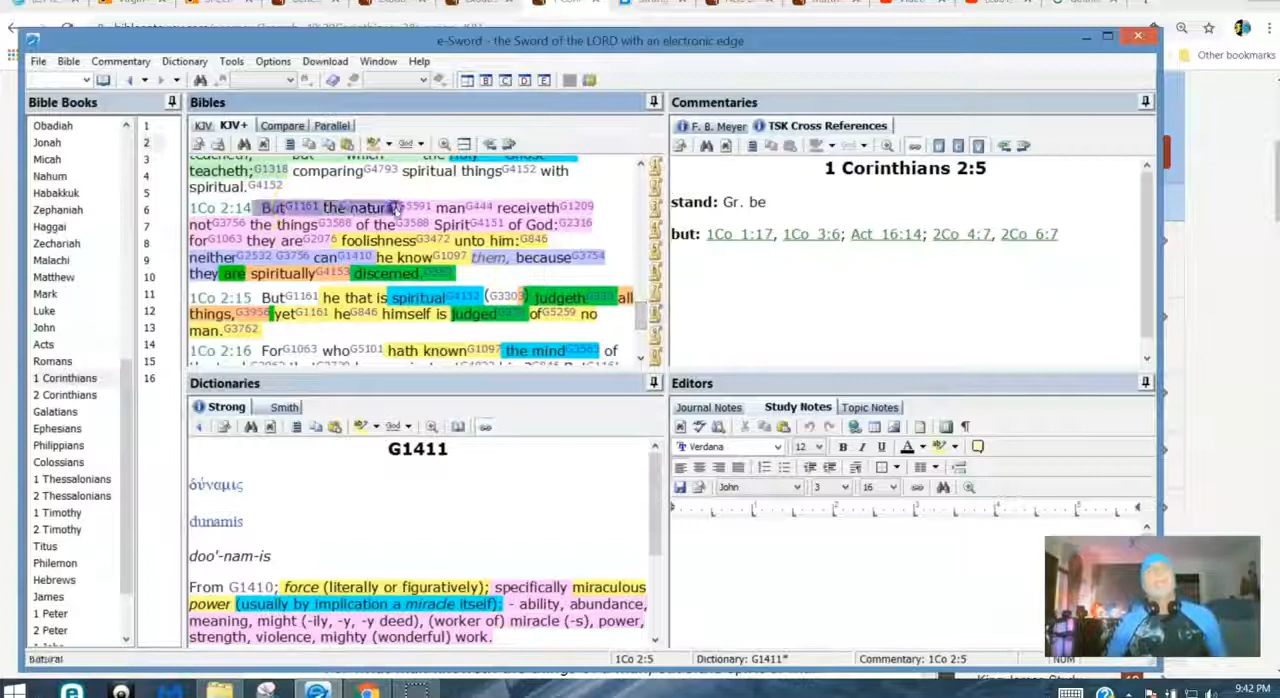 Other bookmarks
e-Sword - the Sword of the LORD with an electronic edge
File Bible Commentary Dictionary Tools Options Download Window Help
Bible Books
Obadiah
Jonah
Micah
Nahum
Habakkuk
Zephaniah
Haggai
Zechariah
Malachi
Matthew
Mark
Luke
John
Acts
Romans
1 Corinthians
2 Corinthians
Galatians
Ephesians
Philippians
Colossians
1 Thessalonians
2 Thessalonians
1 Timothy
2 Timothy
Titus
Philemon
Hebrews
James
1 Peter
2 Peter
1
2
3
4
5
6
7
8
9
10
11
12
13
14
15
16
Bibles
KJV KJV+ Compare Parallel
teacheth;G1318 comparingG4793 spiritual thingsG4152 with
spiritual.G4152
1Co 2:14 ButG1161 the naturalG5591 manG444 receivethG1209
notG3756 the thingsG3588 of theG3588 SpiritG4151 of God:G2316
forG1063 they areG2076 foolishnessG3472 unto him:G846
neitherG2532 G3756 canG1410 he knowG1097 them, becauseG3754
they are spirituallyG4153 discerned.
1Co 2:15 ButG1161 he that is spiritualG4152 (G3303) judgeth all
things,G3956 yetG1161 heG846 himself is judged ofG5259 no
man.G3762
1Co 2:16 ForG1063 whoG5101 hath knownG1097 the mindG3563 of
Commentaries
F. B. Meyer TSK Cross References
1 Corinthians 2:5
stand: Gr. be
but: 1Co 1:17, 1Co 3:6; Act 16:14; 2Co 4:7, 2Co 6:7
Dictionaries
Strong Smith
G1411
δύναμις
dunamis
doo'-nam-is
From G1410; force (literally or figuratively); specifically miraculous
power (usually by implication a miracle itself): - ability, abundance,
meaning, might (-ily, -y, -y deed), (worker of) miracle (-s), power,
strength, violence, mighty (wonderful) work.
Editors
Journal Notes Study Notes Topic Notes
Verdana 12 B I U A
John 3 16
1Co 2:5 Dictionary: G1411* Commentary: 1Co 2:5 NUM
9:42 PM